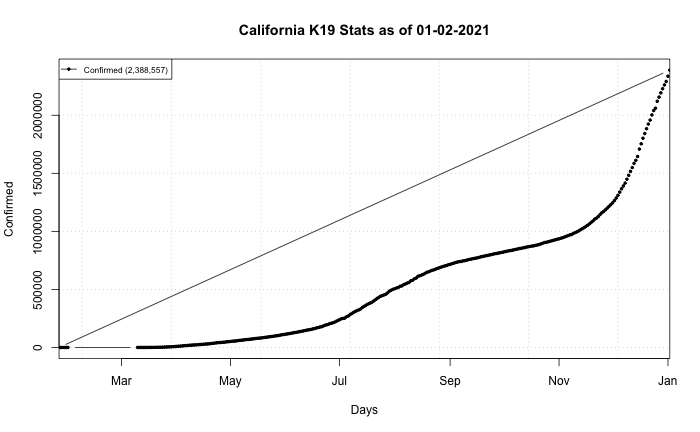 California K19 Stats as of 01-02-2021
Confirmed (2,388,557)
Confirmed
2000000
1500000
1000000
500000
0
Mar May Jul Sep Nov Jan
Days